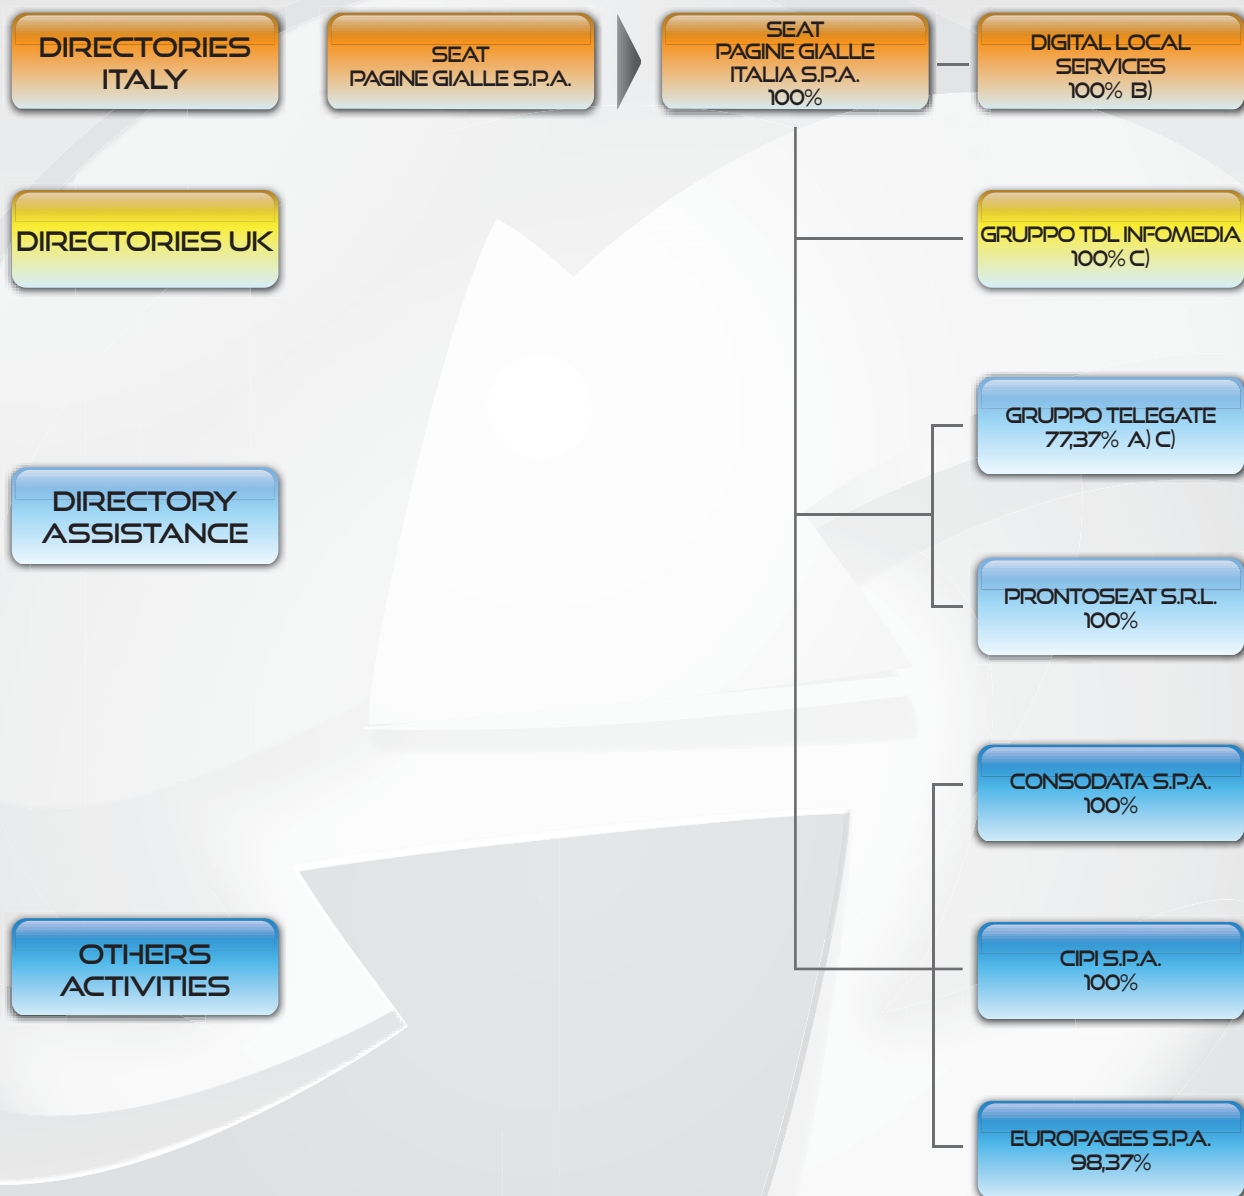 DIRECTORIES
ITALY
SEAT
PAGINE GIALLE S.P.A.
SEAT
PAGINE GIALLE
ITALIA S.P.A.
100%
DIGITAL LOCAL
SERVICES
100% B)
DIRECTORIES UK
GRUPPO TDL INFOMEDIA
100% C)
DIRECTORY
ASSISTANCE
GRUPPO TELEGATE
77,37% A) C)
PRONTOSEAT S.R.L.
100%
OTHERS
ACTIVITIES
CONSODATA S.P.A.
100%
CIPI S.P.A.
100%
EUROPAGES S.P.A.
98,37%